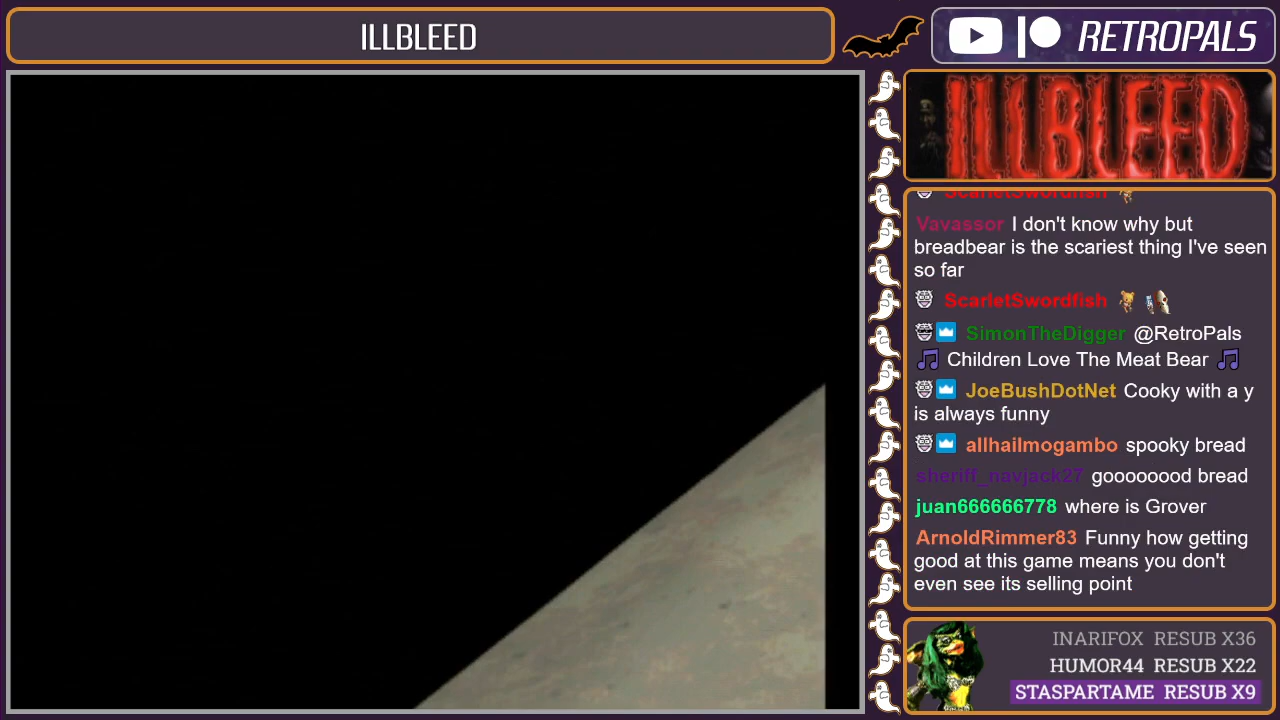 ILLBLEED
RETROPALS
ILLBLEED
ScarletSwordfish
Vavassor I don't know why but
breadbear is the scariest thing I've seen
so far
ScarletSwordfish
SimonTheDigger @RetroPals
🎵 Children Love The Meat Bear 🎵
JoeBushDotNet Cooky with a y
is always funny
allhailmogambo spooky bread
sheriff_navjack27 goooooood bread
juan666666778 where is Grover
ArnoldRimmer83 Funny how getting
good at this game means you don't
even see its selling point
INARIFOX RESUB X36
HUMOR44 RESUB X22
STASPARTAME RESUB X9